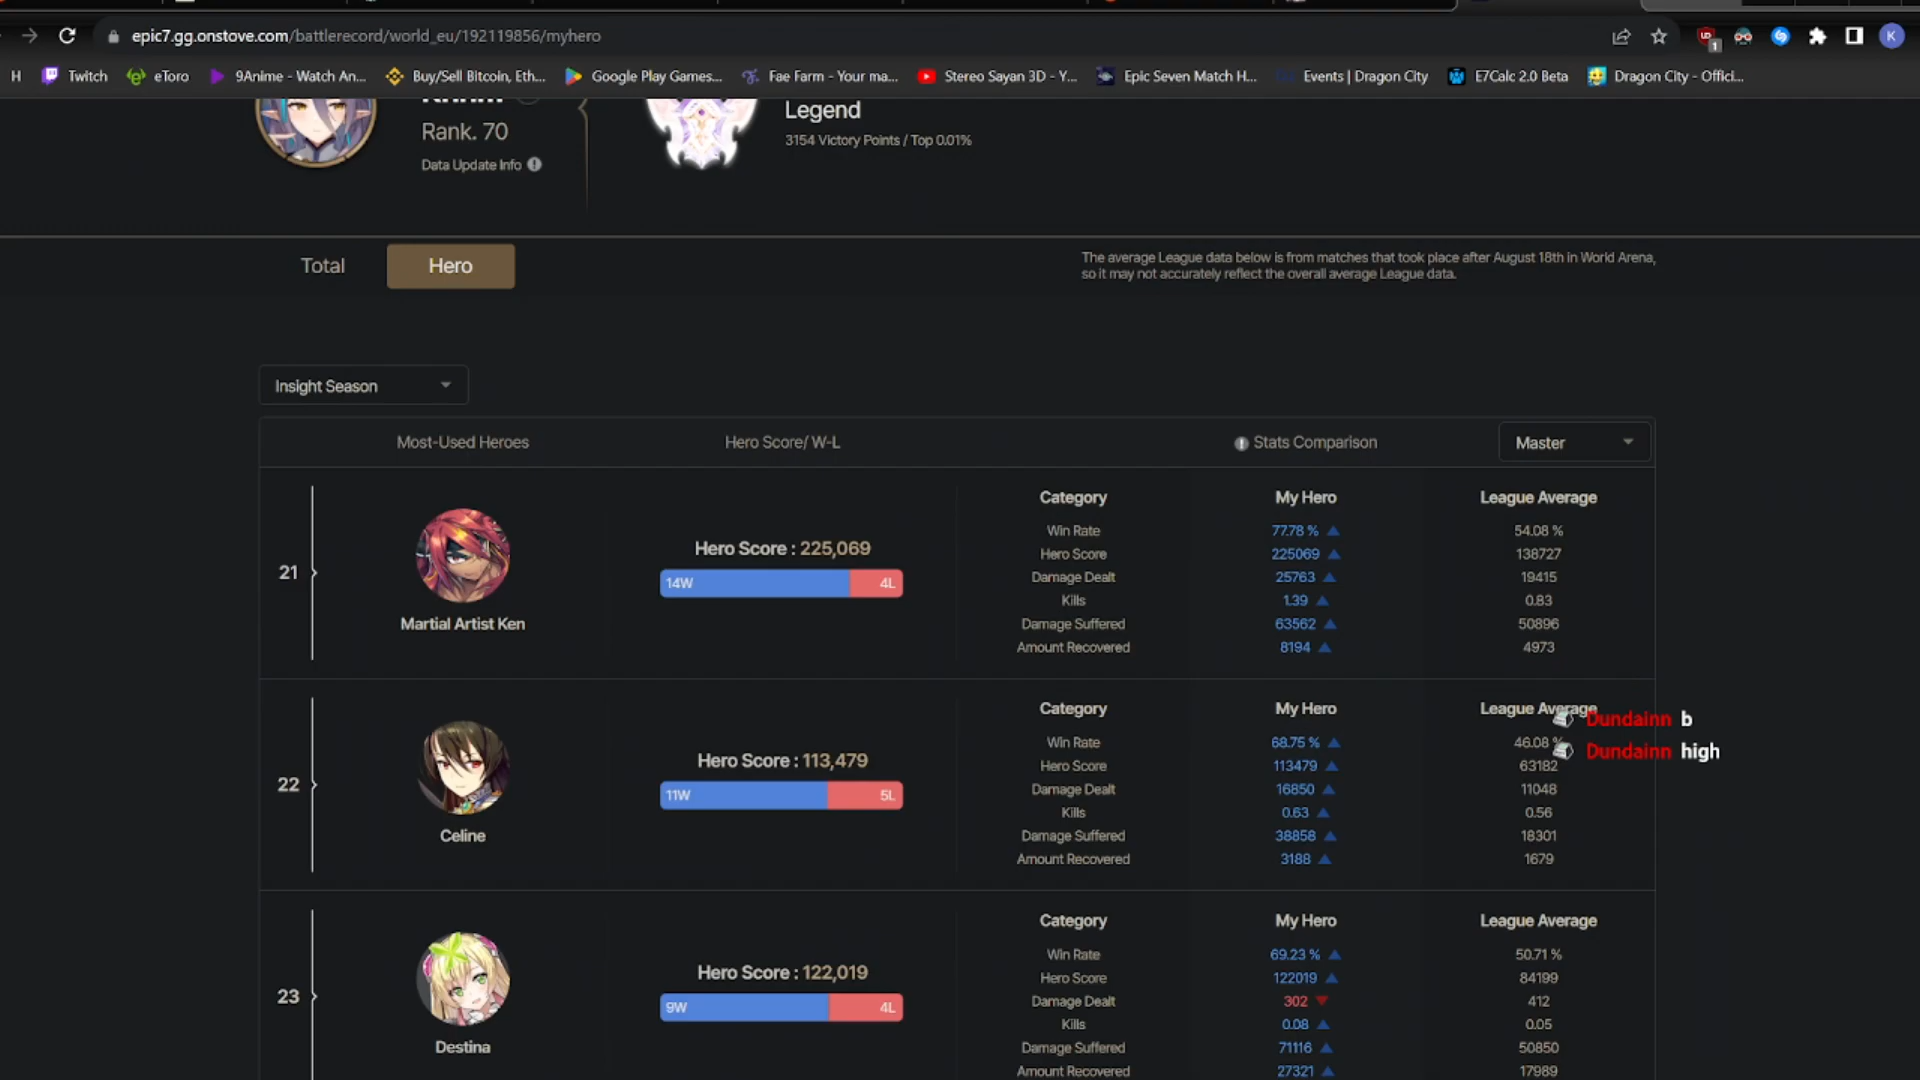 epic7.gg.onstove.com/battlerecord/world_eu/192119856/myhero
1
K
H
Twitch
eToro
9Anime - Watch An...
Buy/Sell Bitcoin, Eth...
Google Play Games...
Fae Farm - Your ma...
Stereo Sayan 3D - Y...
Epic Seven Match H...
Events | Dragon City
E7Calc 2.0 Beta
Dragon City - Offici...
Rank. 70
Data Update Info
Legend
3154 Victory Points / Top 0.01%
Total
Hero
The average League data below is from matches that took place after August 18th in World Arena,
so it may not accurately reflect the overall average League data.
Insight Season
Most-Used Heroes
Hero Score/ W-L
Stats Comparison
Master
21
Martial Artist Ken
Hero Score : 225,069
14W 4L
Category My Hero League Average
Win Rate 77.78 % 54.08 %
Hero Score 225069 138727
Damage Dealt 25763 19415
Kills 1.39 0.83
Damage Suffered 63562 50896
Amount Recovered 8194 4973
22
Celine
Hero Score : 113,479
11W 5L
Category My Hero League Average
Win Rate 68.75 % 46.08 %
Hero Score 113479 63182
Damage Dealt 16850 11048
Kills 0.63 0.56
Damage Suffered 38858 18301
Amount Recovered 3188 1679
Dundainn b
Dundainn high
23
Destina
Hero Score : 122,019
9W 4L
Category My Hero League Average
Win Rate 69.23 % 50.71 %
Hero Score 122019 84199
Damage Dealt 302 412
Kills 0.08 0.05
Damage Suffered 71116 50850
Amount Recovered 27321 17989